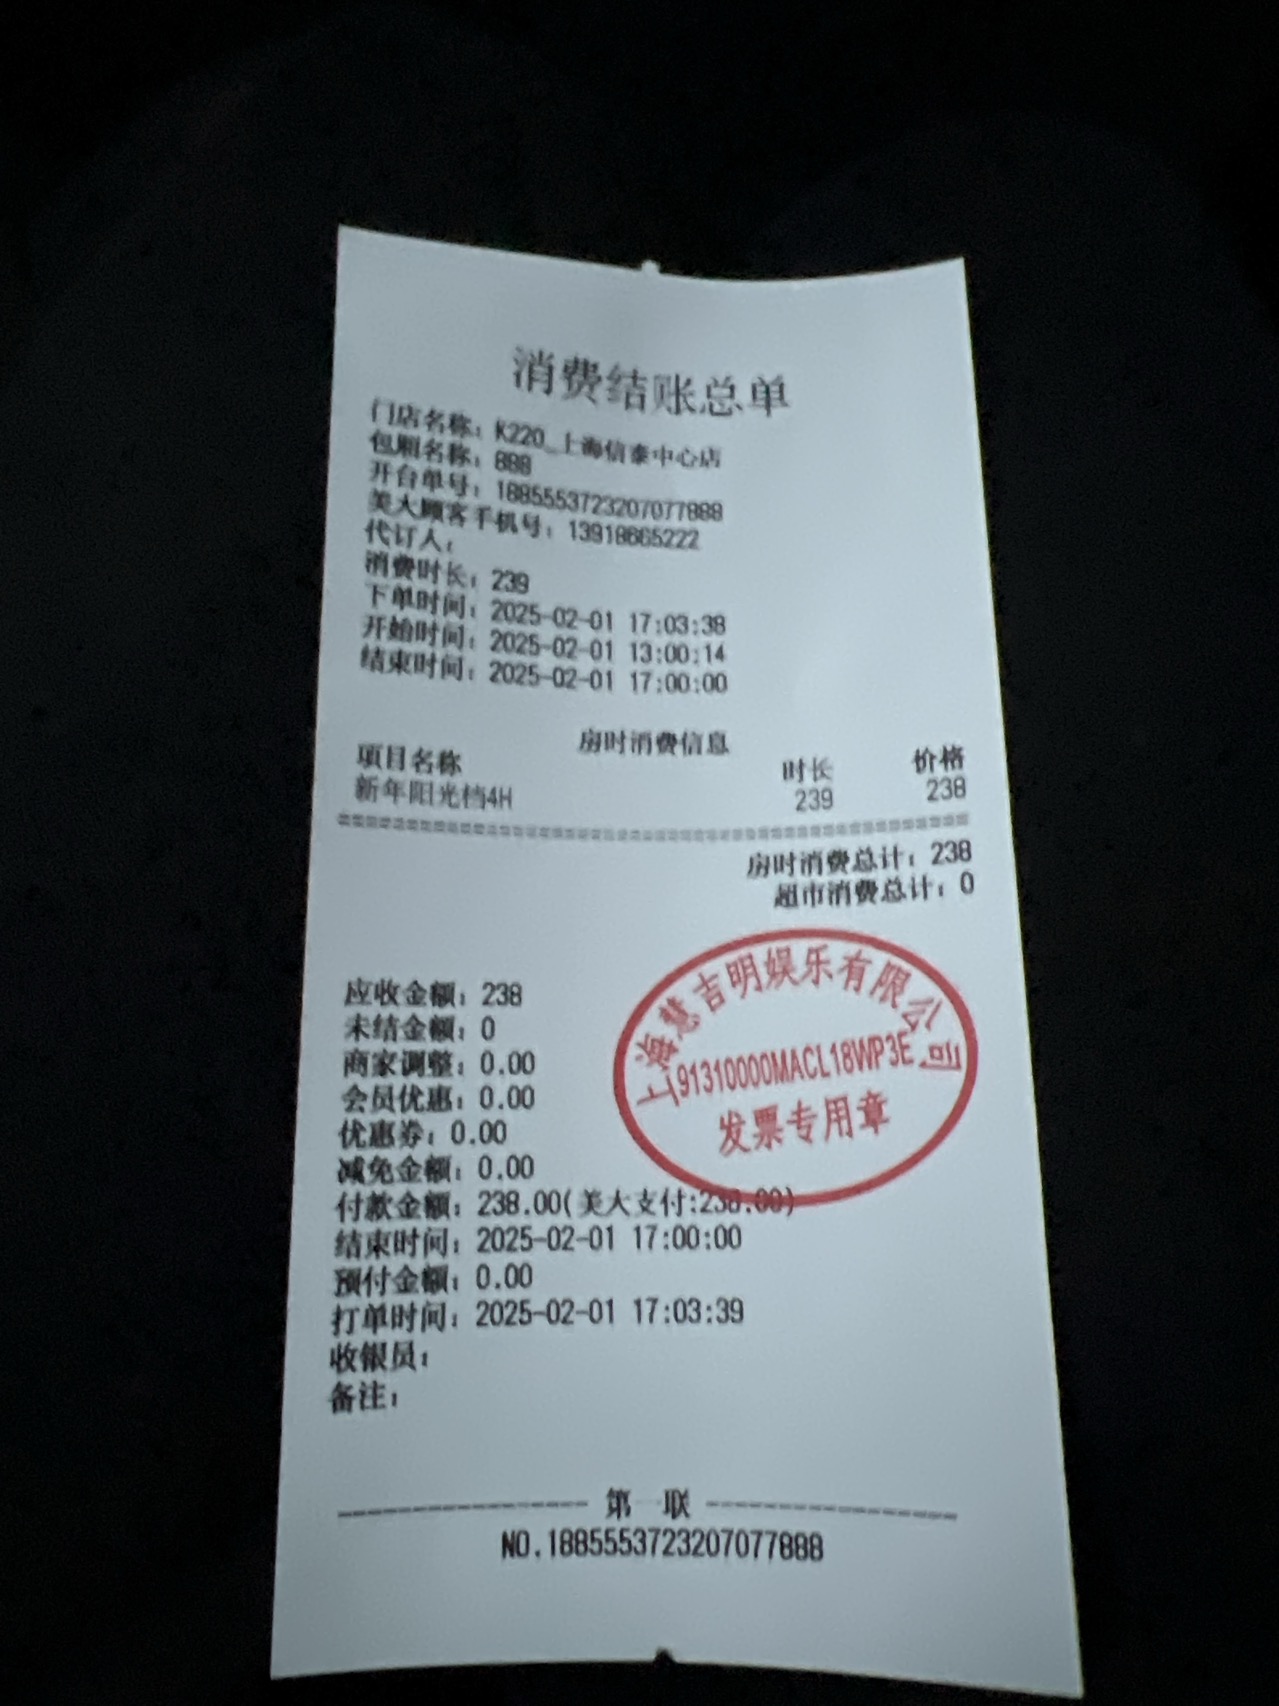 消费结账总单
门店名称：K220_上海信泰中心店
包厢名称：888
开台单号：1885553723207077888
美大顾客手机号：13918665222
代订人：
消费时长：239
下单时间：2025-02-01 17:03:38
开始时间：2025-02-01 13:00:14
结束时间：2025-02-01 17:00:00
房时消费信息
项目名称 时长 价格
新年阳光档4H 239 238
房时消费总计：238
超市消费总计：0
上海慧吉明娱乐有限公司
91310000MACL18WP3E
发票专用章
应收金额：238
未结金额：0
商家调整：0.00
会员优惠：0.00
优惠券：0.00
减免金额：0.00
付款金额：238.00(美大支付:238.00)
结束时间：2025-02-01 17:00:00
预付金额：0.00
打单时间：2025-02-01 17:03:39
收银员：
备注：
第一联
NO.1885553723207077888